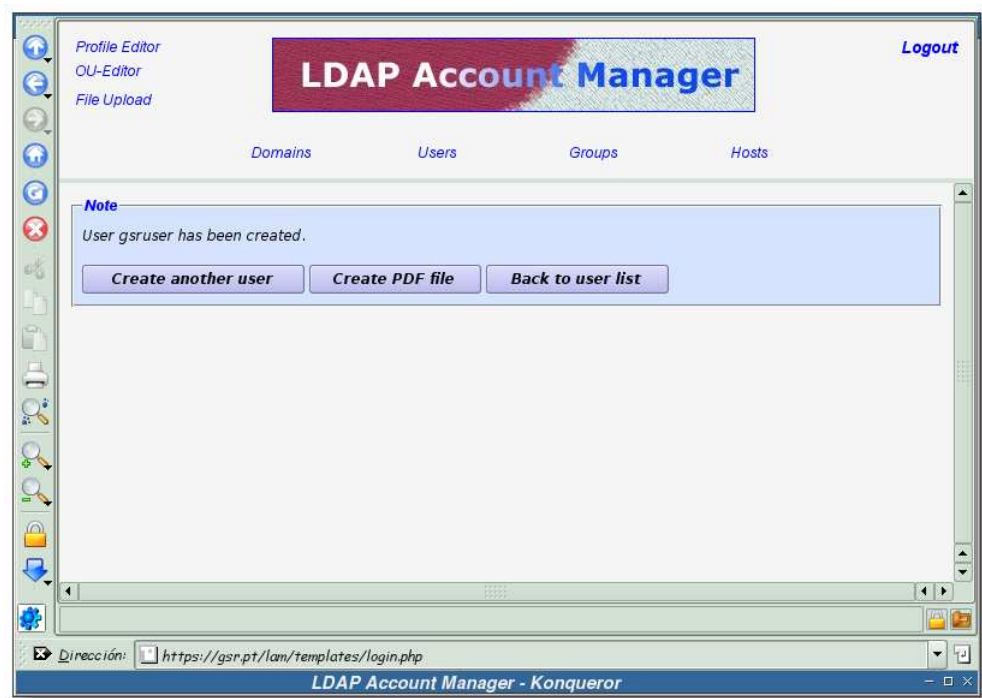 Profile Editor
OU-Editor
File Upload
LDAP Account Manager
Logout
Domains Users Groups Hosts
Note
User gsruser has been created.
Create another user Create PDF file Back to user list
Dirección: https://gsr.pt/lam/templates/login.php
LDAP Account Manager - Konqueror